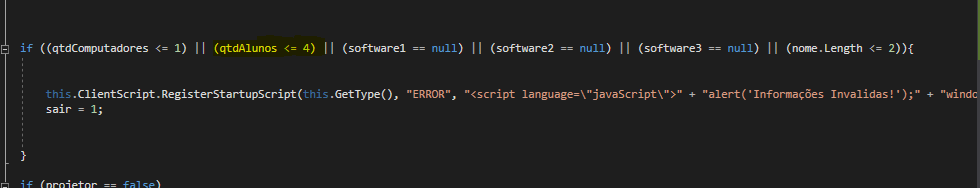 if ((qtdComputadores <= 1) || (qtdAlunos <= 4) || (software1 == null) || (software2 == null) || (software3 == null) || (nome.Length <= 2)){
this.ClientScript.RegisterStartupScript(this.GetType(), "ERROR", "<script language=\"javaScript\">" + "alert('Informações Invalidas!');" + "windo
sair = 1;
}
if (projetor == false)